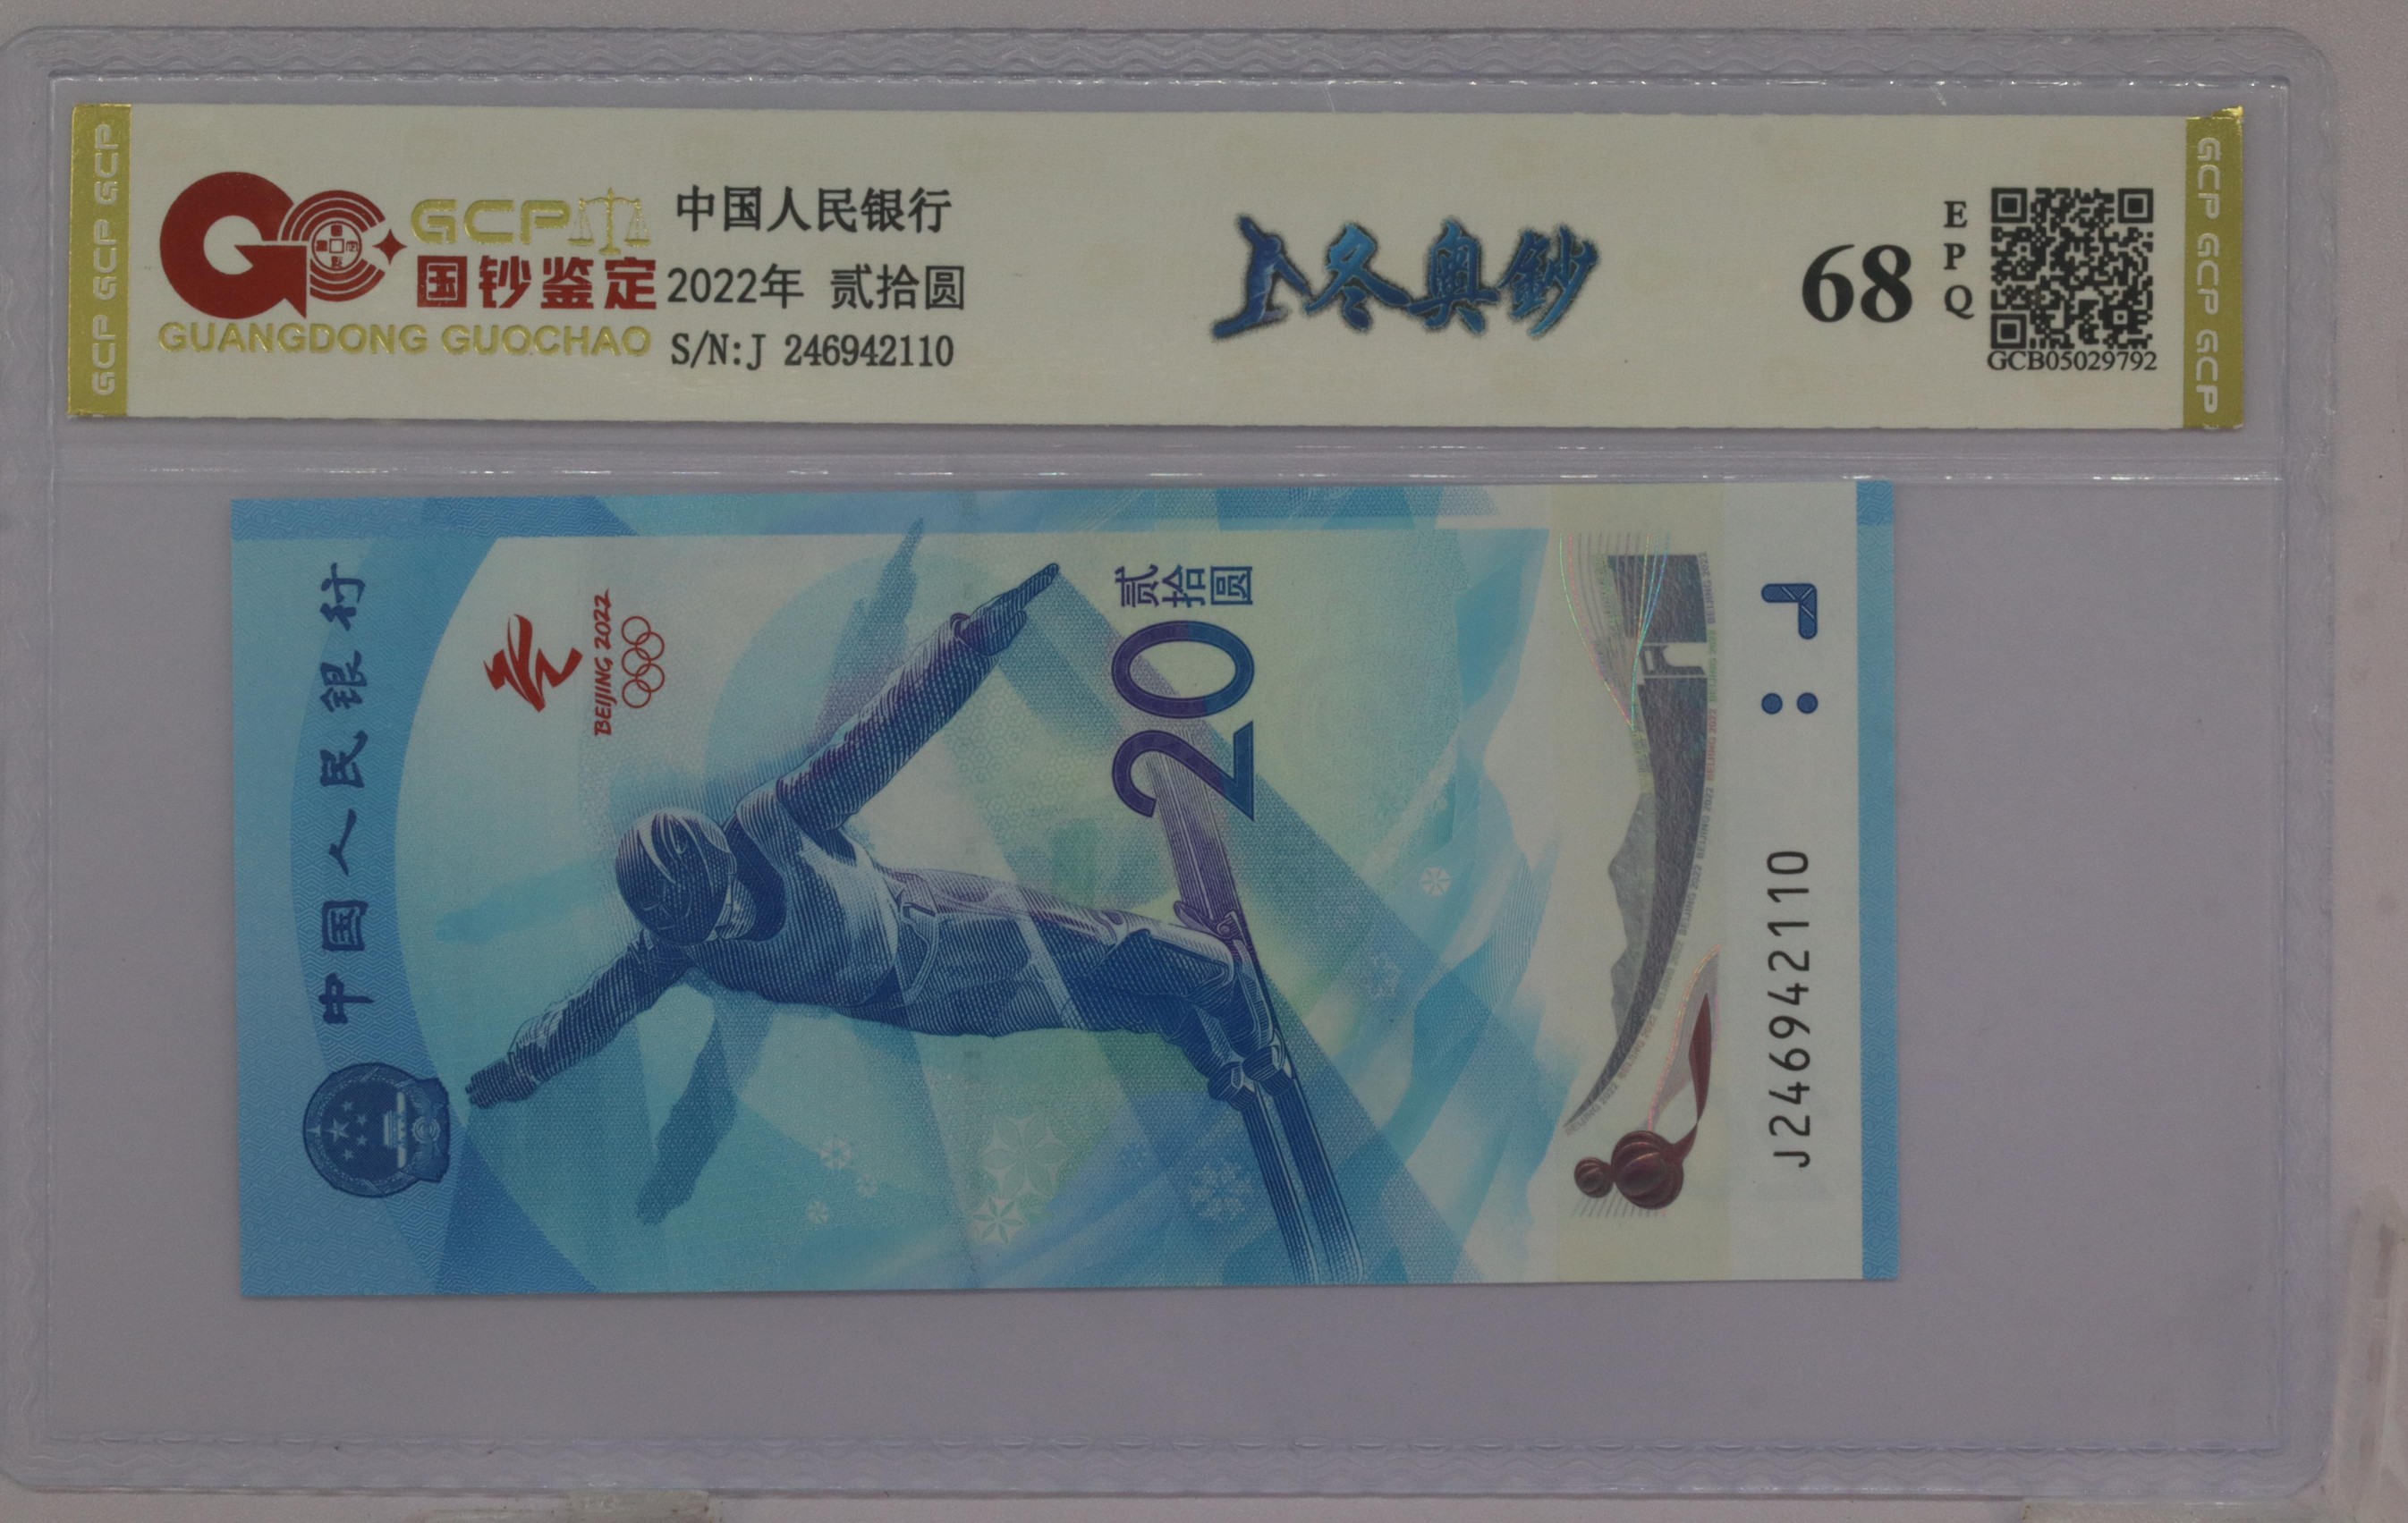 GCP GCP GCP
GCP
国钞鉴定
GUANGDONG GUOCHAO
中国人民银行
2022年 贰拾圆
S/N:J 246942110
冬奥鈔
68
EPQ
GCB05029792
GCP GCP GCP
中国人民银行
BEIJING 2022
贰拾圆
20
J246942110